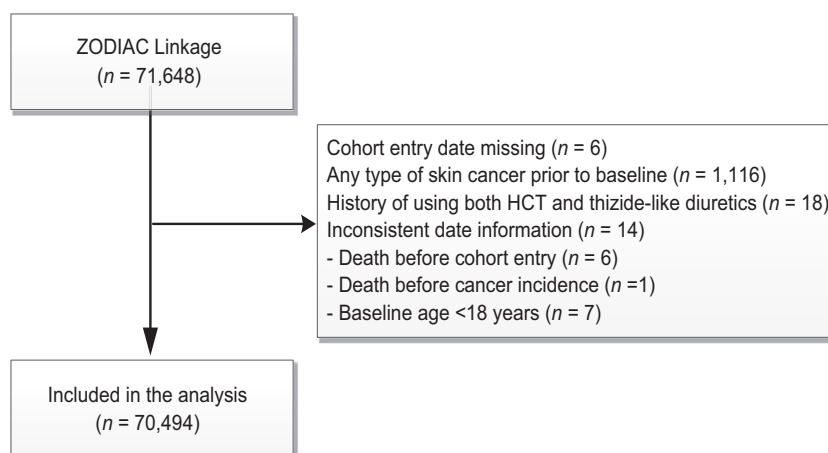 ZODIAC Linkage
(n = 71,648)
Cohort entry date missing (n = 6)
Any type of skin cancer prior to baseline (n = 1,116)
History of using both HCT and thizide-like diuretics (n = 18)
Inconsistent date information (n = 14)
- Death before cohort entry (n = 6)
- Death before cancer incidence (n =1)
- Baseline age <18 years (n = 7)
Included in the analysis
(n = 70,494)